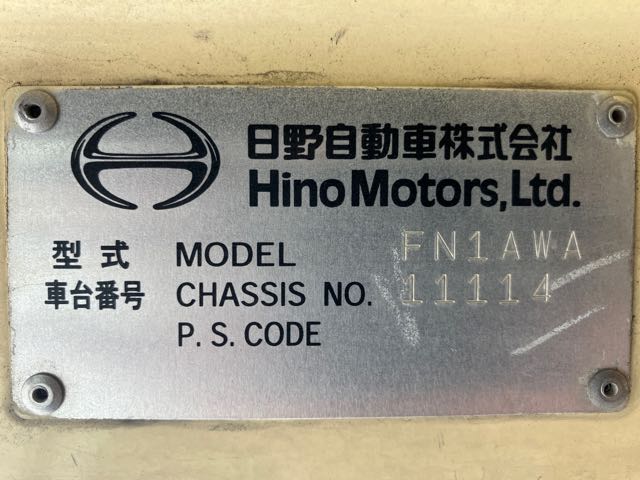 日野自動車株式会社
Hino Motors, Ltd.
型式 MODEL FN1AWA
車台番号 CHASSIS NO. 11114
P. S. CODE